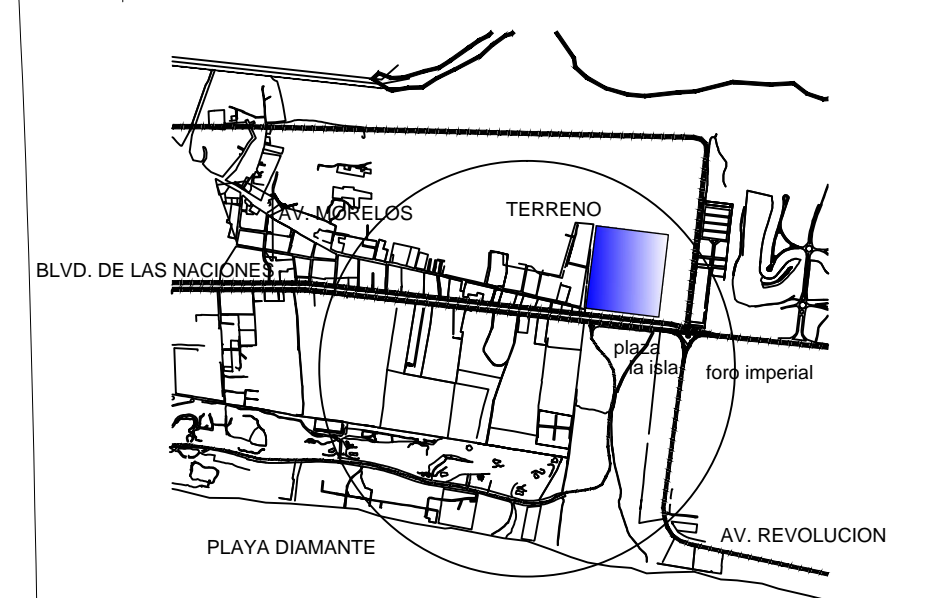 TERRENO
AV. MORELOS
BLVD. DE LAS NACIONES
plaza
la isla
foro imperial
AV. REVOLUCION
PLAYA DIAMANTE